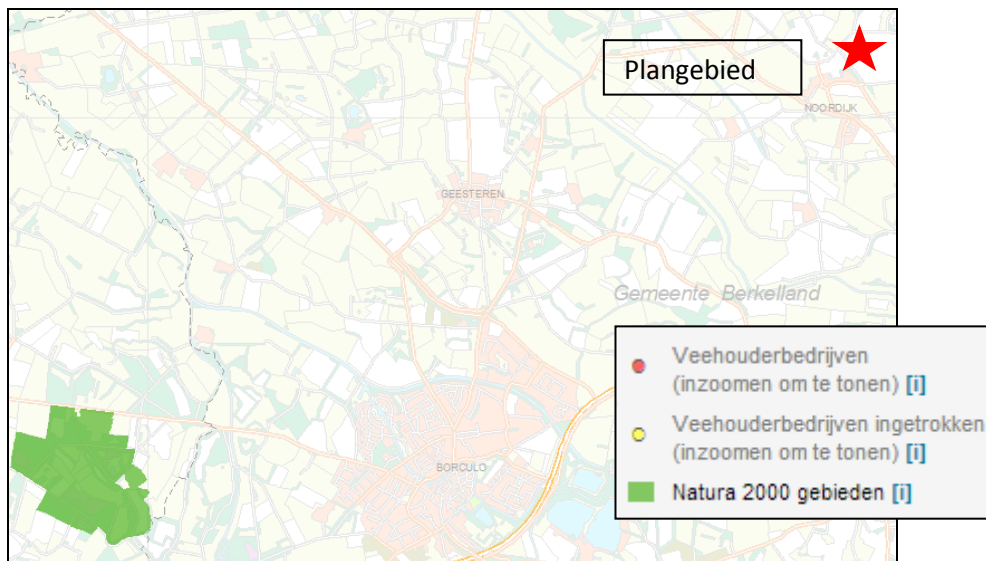 Plangebied
NOORDIJK
GEESTEREN
Gemeente Berkelland
Veehouderbedrijven
(inzoomen om te tonen) [i]
Veehouderbedrijven ingetrokken
(inzoomen om te tonen) [i]
BORCULO
Natura 2000 gebieden [i]